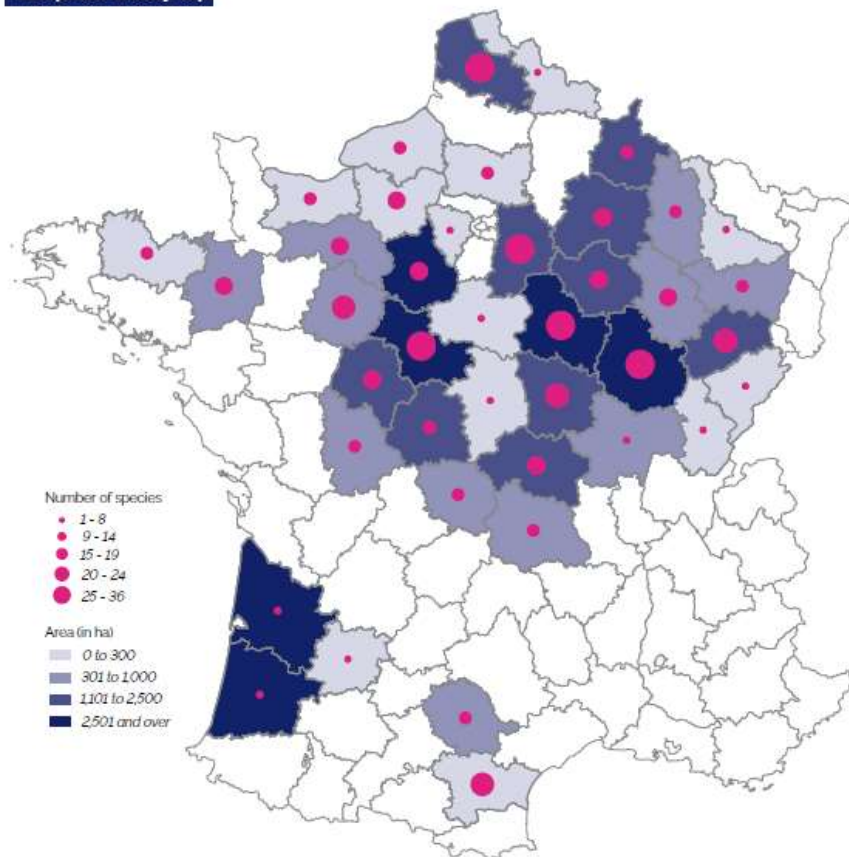 Number of species
1 - 8
9 - 14
15 - 19
20 - 24
25 - 36
Area (in ha)
0 to 300
301 to 1,000
1,101 to 2,500
2,501 and over